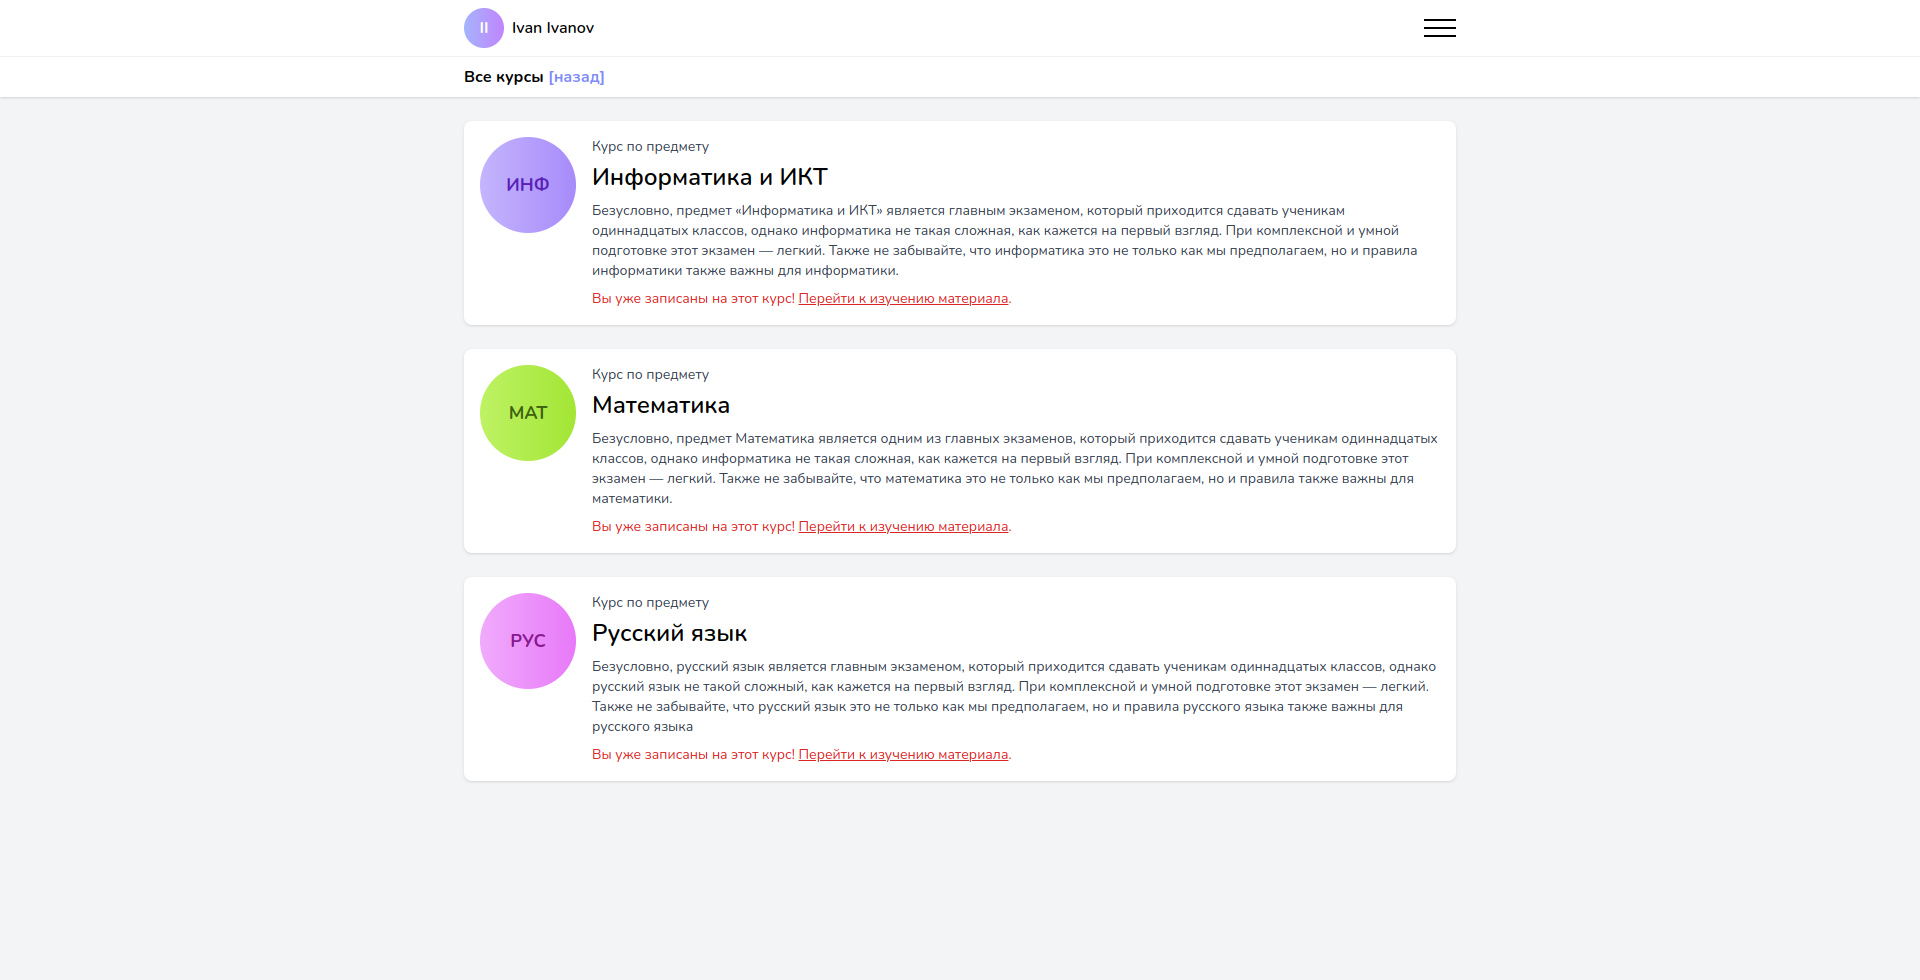 II Ivan Ivanov
Все курсы [назад]
ИНФ
Курс по предмету
Информатика и ИКТ
Безусловно, предмет «Информатика и ИКТ» является главным экзаменом, который приходится сдавать ученикам
одиннадцатых классов, однако информатика не такая сложная, как кажется на первый взгляд. При комплексной и умной
подготовке этот экзамен — легкий. Также не забывайте, что информатика это не только как мы предполагаем, но и правила
информатики также важны для информатики.
Вы уже записаны на этот курс! Перейти к изучению материала.
МАТ
Курс по предмету
Математика
Безусловно, предмет Математика является одним из главных экзаменов, который приходится сдавать ученикам одиннадцатых
классов, однако информатика не такая сложная, как кажется на первый взгляд. При комплексной и умной подготовке этот
экзамен — легкий. Также не забывайте, что математика это не только как мы предполагаем, но и правила также важны для
математики.
Вы уже записаны на этот курс! Перейти к изучению материала.
РУС
Курс по предмету
Русский язык
Безусловно, русский язык является главным экзаменом, который приходится сдавать ученикам одиннадцатых классов, однако
русский язык не такой сложный, как кажется на первый взгляд. При комплексной и умной подготовке этот экзамен — легкий.
Также не забывайте, что русский язык это не только как мы предполагаем, но и правила русского языка также важны для
русского языка
Вы уже записаны на этот курс! Перейти к изучению материала.